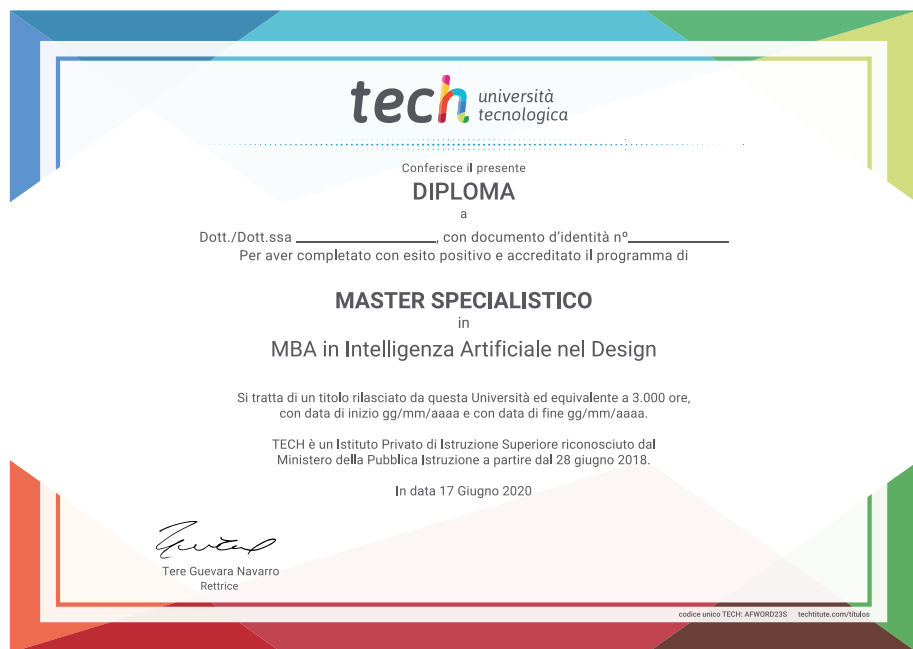 tech università
tecnologica
Conferisce il presente
DIPLOMA
a
Dott./Dott.ssa ________________, con documento d'identità nº____________
Per aver completato con esito positivo e accreditato il programma di
MASTER SPECIALISTICO
in
MBA in Intelligenza Artificiale nel Design
Si tratta di un titolo rilasciato da questa Università ed equivalente a 3.000 ore,
con data di inizio gg/mm/aaaa e con data di fine gg/mm/aaaa.
TECH è un Istituto Privato di Istruzione Superiore riconosciuto dal
Ministero della Pubblica Istruzione a partire dal 28 giugno 2018.
In data 17 Giugno 2020
Tere Guevara Navarro
Rettrice
codice unico TECH: AFWORD23S techtitute.com/titulos